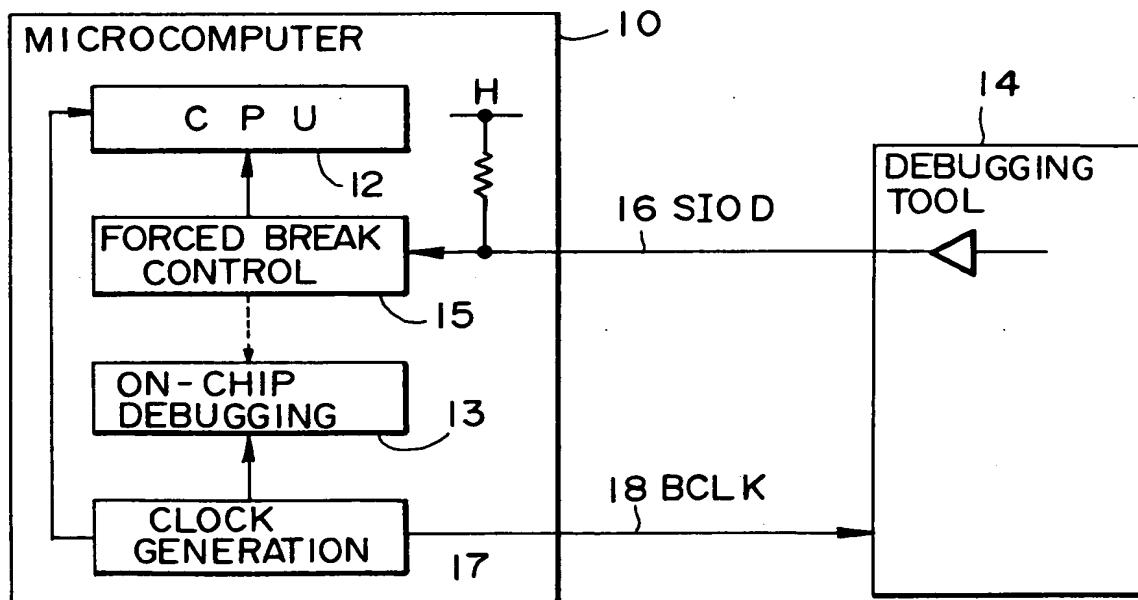 MICROCOMPUTER
10
H
C P U
12
14
DEBUGGING
TOOL
16 SIOD
FORCED BREAK
CONTROL
15
ON-CHIP
DEBUGGING
13
18 BCLK
CLOCK
GENERATION
17